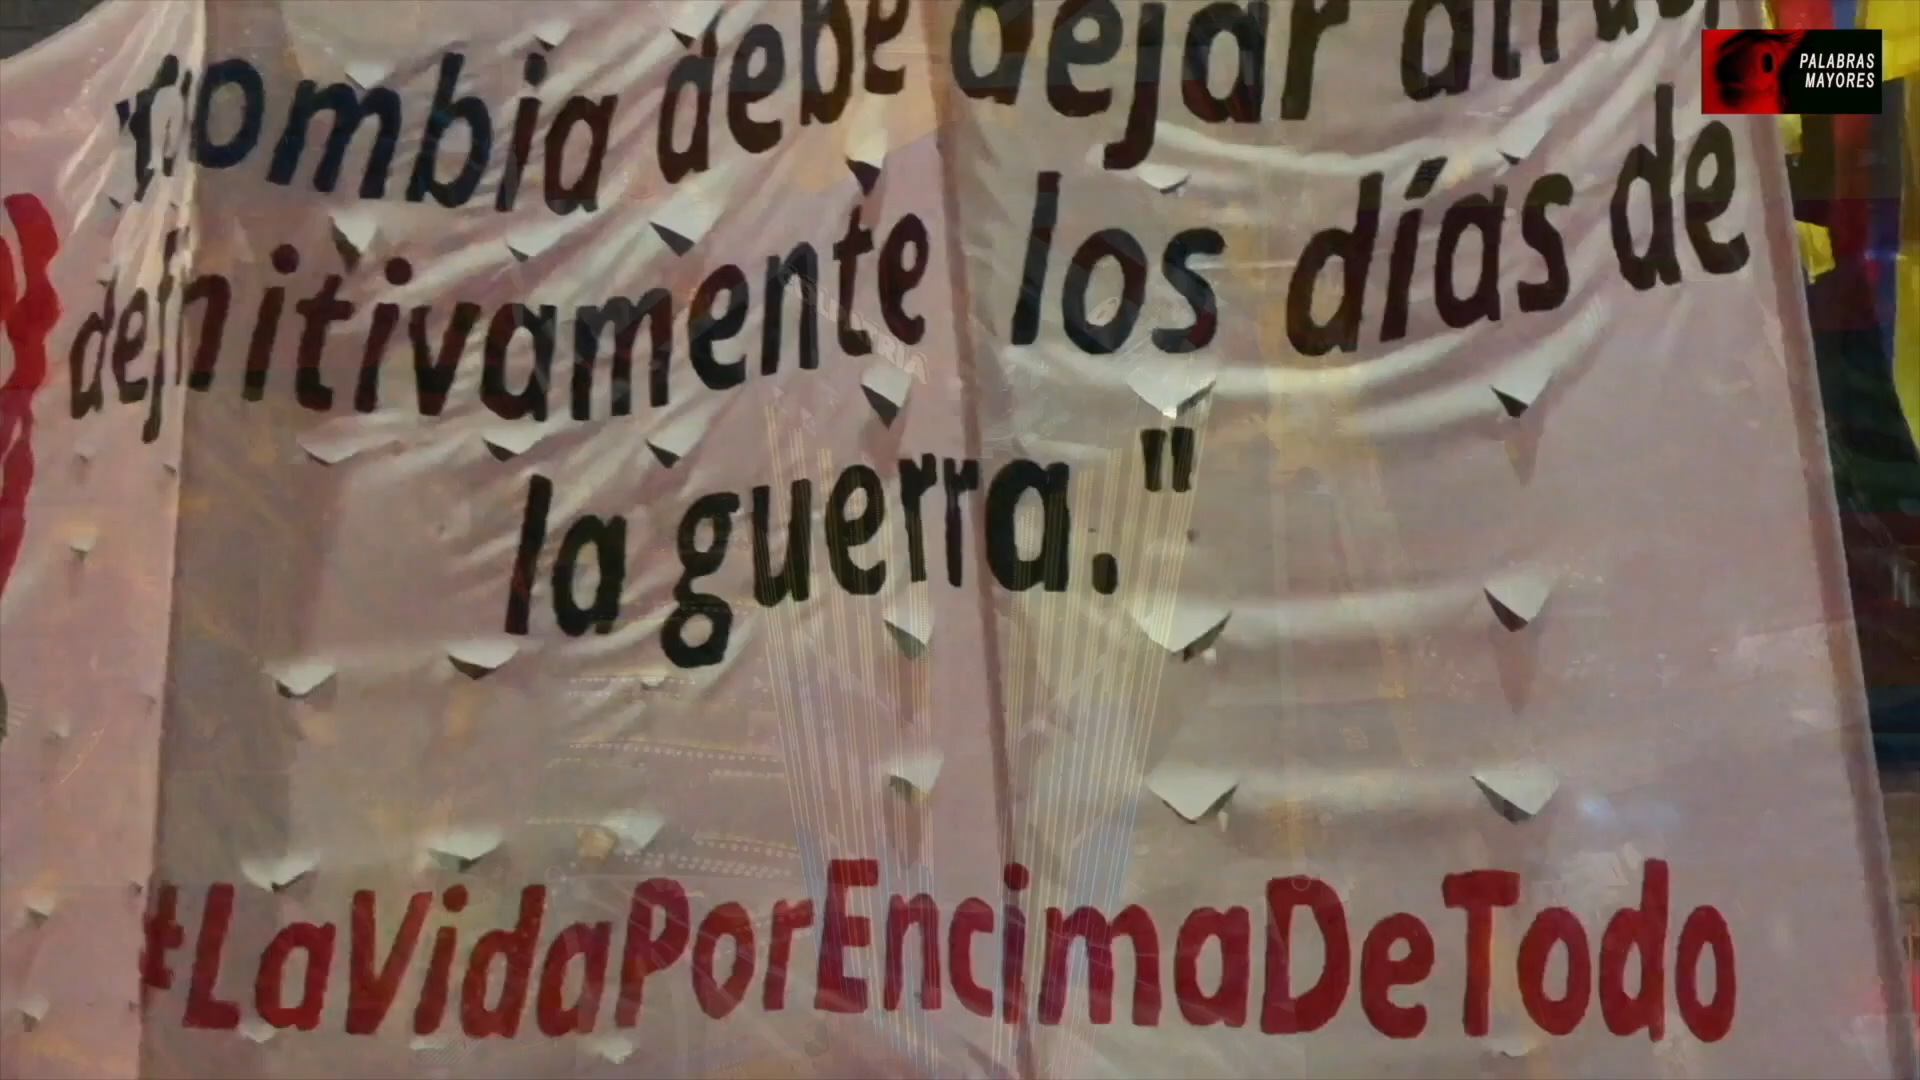 PALABRAS
MAYORES
ombia debe dejar
definitivamente los días de
la guerra."
#LaVidaPorEncimaDeTodo